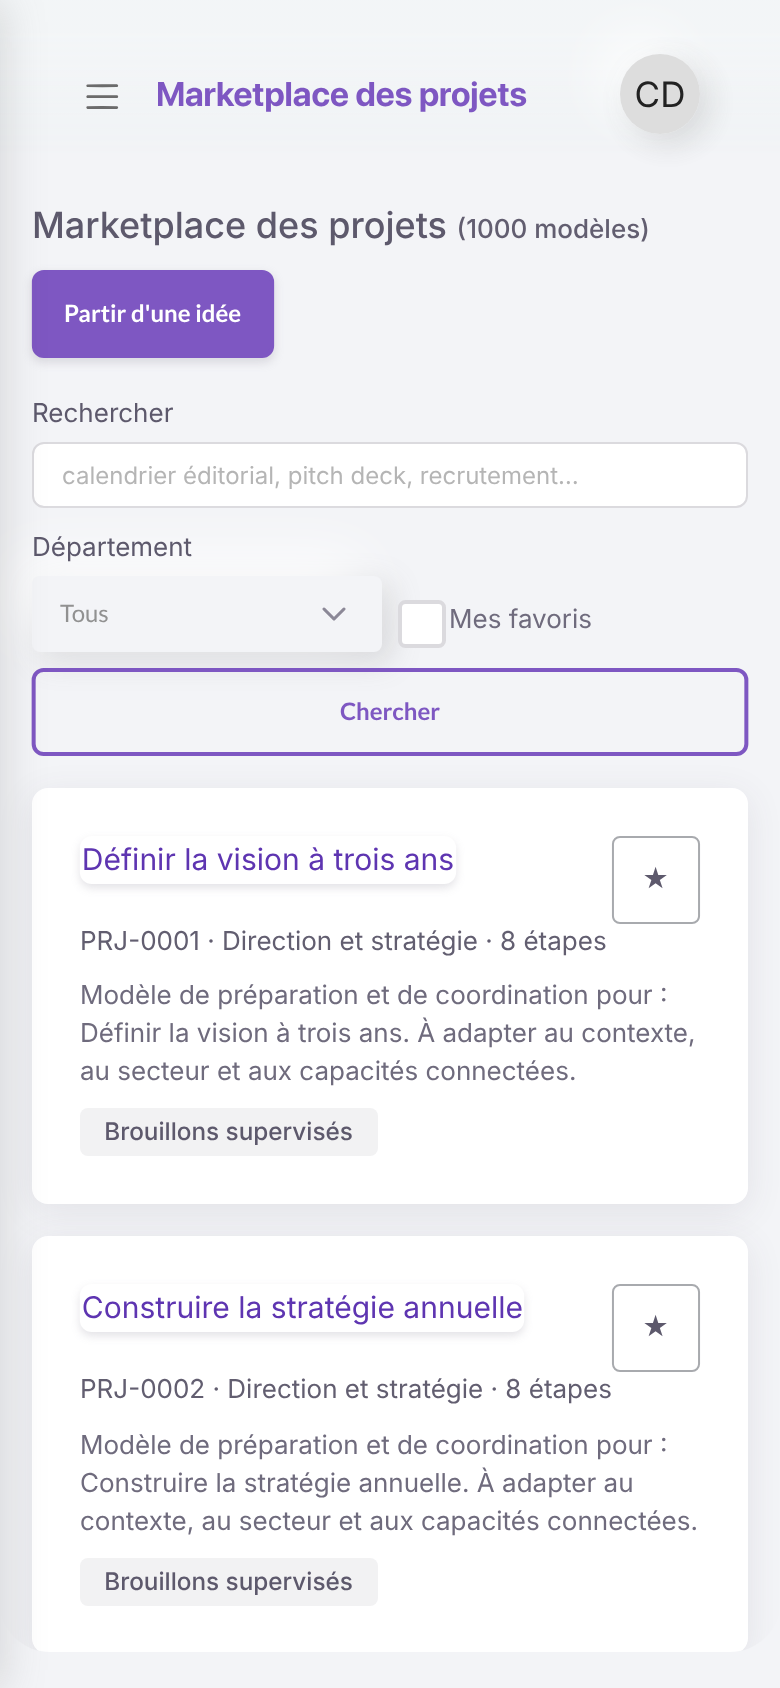 Marketplace des projets
CD
Marketplace des projets (1000 modèles)
Partir d'une idée
Rechercher
calendrier éditorial, pitch deck, recrutement...
Département
Tous
Mes favoris
Chercher
Définir la vision à trois ans
★
PRJ-0001 · Direction et stratégie · 8 étapes
Modèle de préparation et de coordination pour :
Définir la vision à trois ans. À adapter au contexte,
au secteur et aux capacités connectées.
Brouillons supervisés
Construire la stratégie annuelle
★
PRJ-0002 · Direction et stratégie · 8 étapes
Modèle de préparation et de coordination pour :
Construire la stratégie annuelle. À adapter au
contexte, au secteur et aux capacités connectées.
Brouillons supervisés